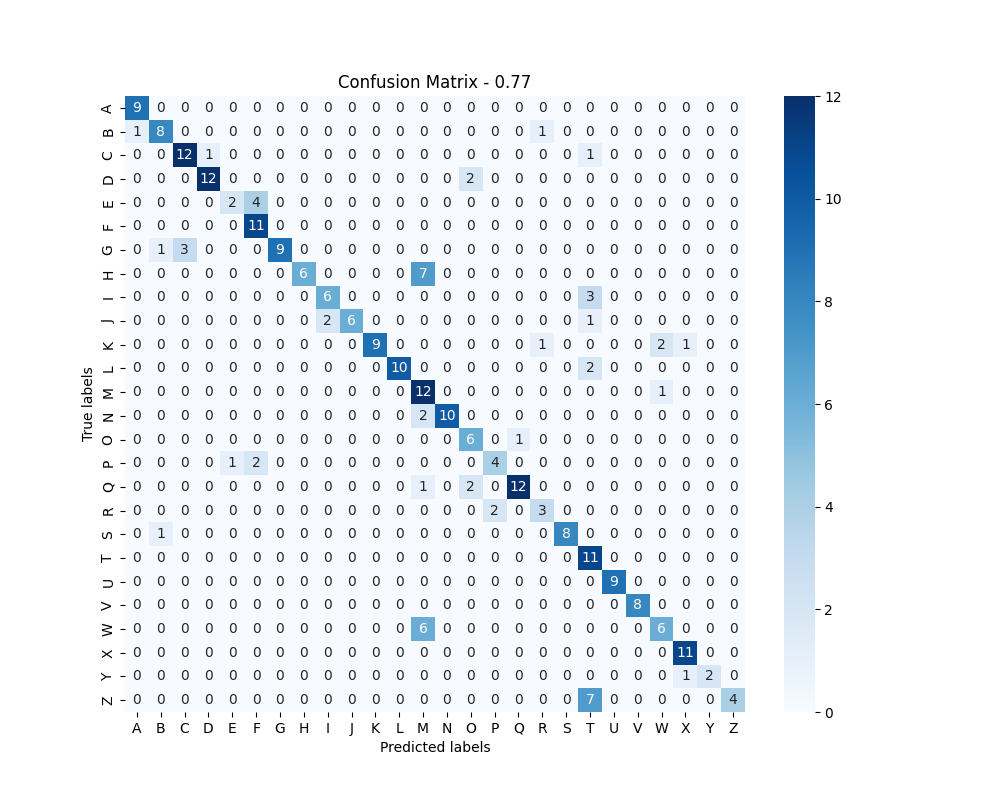 Confusion Matrix - 0.77
A 9 0 0 0 0 0 0 0 0 0 0 0 0 0 0 0 0 0 0 0 0 0 0 0 0 0
B 1 8 0 0 0 0 0 0 0 0 0 0 0 0 0 0 0 1 0 0 0 0 0 0 0 0
C 0 0 12 1 0 0 0 0 0 0 0 0 0 0 0 0 0 0 0 1 0 0 0 0 0 0
D 0 0 0 12 0 0 0 0 0 0 0 0 0 0 2 0 0 0 0 0 0 0 0 0 0 0
E 0 0 0 0 2 4 0 0 0 0 0 0 0 0 0 0 0 0 0 0 0 0 0 0 0 0
F 0 0 0 0 0 11 0 0 0 0 0 0 0 0 0 0 0 0 0 0 0 0 0 0 0 0
G 0 1 3 0 0 0 9 0 0 0 0 0 0 0 0 0 0 0 0 0 0 0 0 0 0 0
H 0 0 0 0 0 0 0 6 0 0 0 0 7 0 0 0 0 0 0 0 0 0 0 0 0 0
I 0 0 0 0 0 0 0 0 6 0 0 0 0 0 0 0 0 0 0 3 0 0 0 0 0 0
J 0 0 0 0 0 0 0 0 2 6 0 0 0 0 0 0 0 0 0 1 0 0 0 0 0 0
K 0 0 0 0 0 0 0 0 0 0 9 0 0 0 0 0 0 1 0 0 0 0 2 1 0 0
L 0 0 0 0 0 0 0 0 0 0 0 10 0 0 0 0 0 0 0 2 0 0 0 0 0 0
M 0 0 0 0 0 0 0 0 0 0 0 0 12 0 0 0 0 0 0 0 0 0 1 0 0 0
N 0 0 0 0 0 0 0 0 0 0 0 0 2 10 0 0 0 0 0 0 0 0 0 0 0 0
O 0 0 0 0 0 0 0 0 0 0 0 0 0 0 6 0 1 0 0 0 0 0 0 0 0 0
P 0 0 0 0 1 2 0 0 0 0 0 0 0 0 0 4 0 0 0 0 0 0 0 0 0 0
Q 0 0 0 0 0 0 0 0 0 0 0 0 1 0 2 0 12 0 0 0 0 0 0 0 0 0
R 0 0 0 0 0 0 0 0 0 0 0 0 0 0 0 2 0 3 0 0 0 0 0 0 0 0
S 0 1 0 0 0 0 0 0 0 0 0 0 0 0 0 0 0 0 8 0 0 0 0 0 0 0
T 0 0 0 0 0 0 0 0 0 0 0 0 0 0 0 0 0 0 0 11 0 0 0 0 0 0
U 0 0 0 0 0 0 0 0 0 0 0 0 0 0 0 0 0 0 0 0 9 0 0 0 0 0
V 0 0 0 0 0 0 0 0 0 0 0 0 0 0 0 0 0 0 0 0 0 8 0 0 0 0
W 0 0 0 0 0 0 0 0 0 0 0 0 6 0 0 0 0 0 0 0 0 0 6 0 0 0
X 0 0 0 0 0 0 0 0 0 0 0 0 0 0 0 0 0 0 0 0 0 0 0 11 0 0
Y 0 0 0 0 0 0 0 0 0 0 0 0 0 0 0 0 0 0 0 0 0 0 0 1 2 0
Z 0 0 0 0 0 0 0 0 0 0 0 0 0 0 0 0 0 0 0 7 0 0 0 0 0 4
A B C D E F G H I J K L M N O P Q R S T U V W X Y Z
Predicted labels
True labels
12
10
8
6
4
2
0